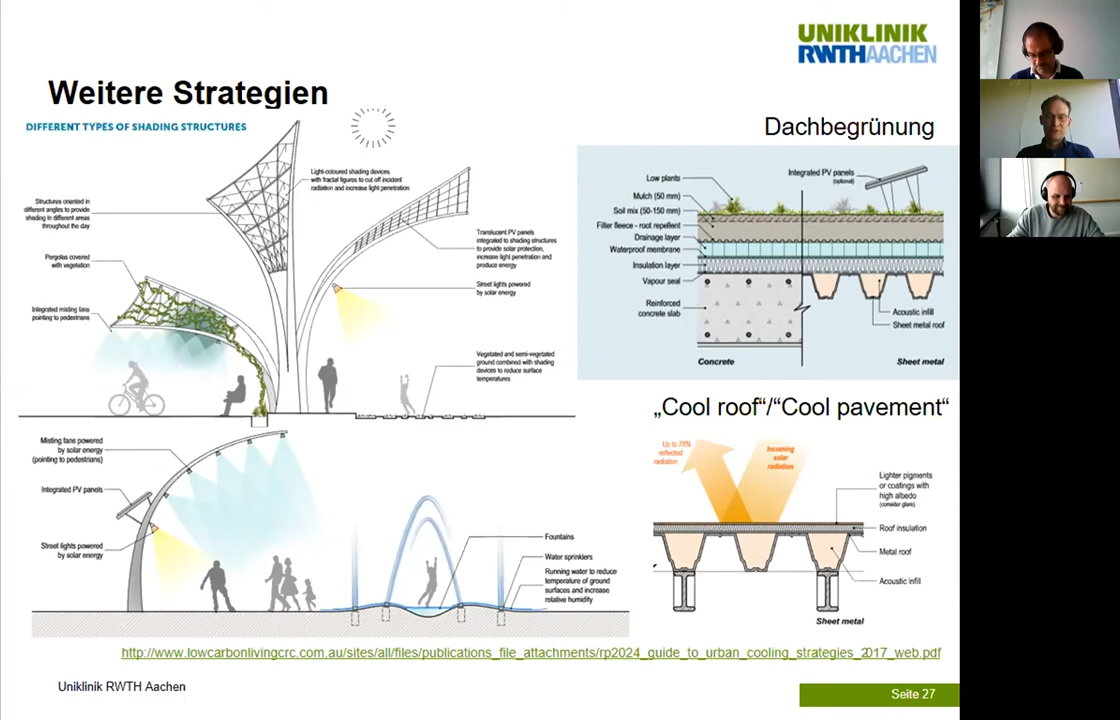 UNIKLINIK
RWTHAACHEN
Weitere Strategien
DIFFERENT TYPES OF SHADING STRUCTURES
Light-coloured shading devices
with fractal figures to cut off incident
radiation and increase light penetration
Structures oriented in
different angles to provide
shading in different areas
throughout the day
Translucent PV panels
integrated to shading structures
to provide solar protection,
increase light penetration and
produce energy
Pergolas covered
with vegetation
Street lights powered
by solar energy
Integrated misting fans
pointing to pedestrians
Vegetated and semi-vegetated
ground combined with shading
devices to reduce surface
temperatures
Misting fans powered
by solar energy
(pointing to pedestrians)
Integrated PV panels
Street lights powered
by solar energy
Fountains
Water sprinklers
Running water to reduce
temperature of ground
surfaces and increase
relative humidity
Dachbegrünung
Low plants
Mulch (50 mm)
Soil mix (50-150 mm)
Filter fleece - root repellent
Drainage layer
Waterproof membrane
Insulation layer
Vapour seal
Reinforced
concrete slab
Integrated PV panels
(optional)
Acoustic infill
Sheet metal roof
Concrete
Sheet metal
„Cool roof“/“Cool pavement“
Up to 75%
reflected
radiation
Incoming
solar
radiation
Lighter pigments
or coatings with
high albedo
(consider glare)
Roof insulation
Metal roof
Acoustic infill
Sheet metal
http://www.lowcarbonlivingcrc.com.au/sites/all/files/publications_file_attachments/rp2024_guide_to_urban_cooling_strategies_2017_web.pdf
Uniklinik RWTH Aachen
Seite 27